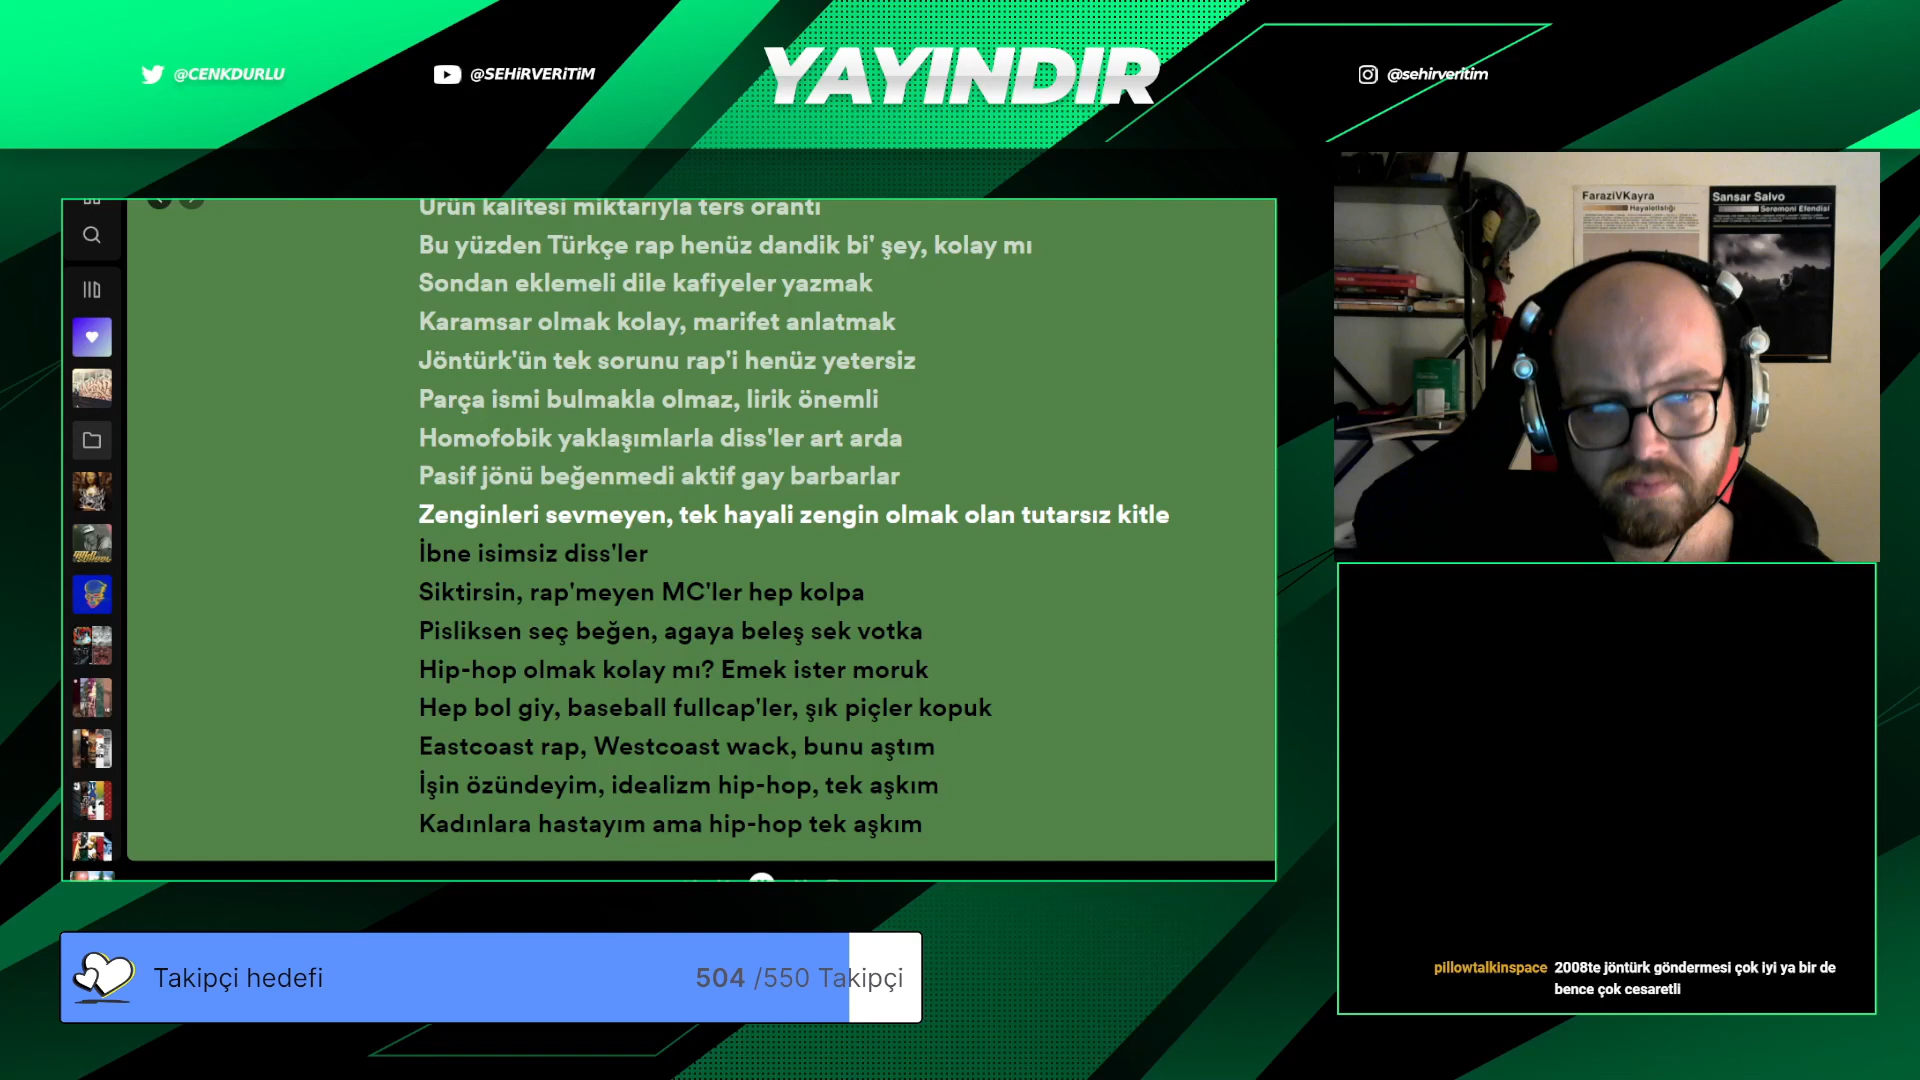 @CENKDURLU
@SEHİRVERİTİM
YAYINDIR
@sehirveritim
Ürün kalitesi miktarıyla ters orantı
Bu yüzden Türkçe rap henüz dandik bi' şey, kolay mı
Sondan eklemeli dile kafiyeler yazmak
Karamsar olmak kolay, marifet anlatmak
Jöntürk'ün tek sorunu rap'i henüz yetersiz
Parça ismi bulmakla olmaz, lirik önemli
Homofobik yaklaşımlarla diss'ler art arda
Pasif jönü beğenmedi aktif gay barbarlar
Zenginleri sevmeyen, tek hayali zengin olmak olan tutarsız kitle
İbne isimsiz diss'ler
Siktirsin, rap'meyen MC'ler hep kolpa
Pisliksen seç beğen, agaya beleş sek votka
Hip-hop olmak kolay mı? Emek ister moruk
Hep bol giy, baseball fullcap'ler, şık piçler kopuk
Eastcoast rap, Westcoast wack, bunu aştım
İşin özündeyim, idealizm hip-hop, tek aşkım
Kadınlara hastayım ama hip-hop tek aşkım
FaraziVKayra
Hayaletislığı
Sansar Salvo
Seremoni Efendisi
pillowtalkinspace 2008te jöntürk göndermesi çok iyi ya bir de
bence çok cesaretli
Takipçi hedefi
504 /550 Takipçi